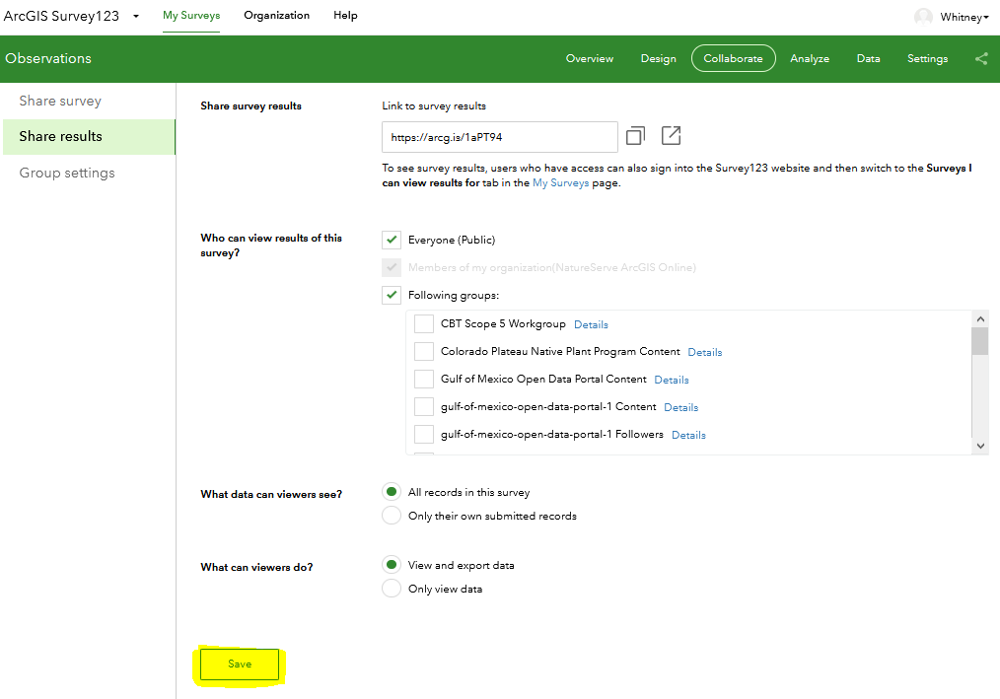 ArcGIS Survey123 My Surveys Organization Help Whitney
Observations Overview Design Collaborate Analyze Data Settings
Share survey
Share results
Group settings
Share survey results
Link to survey results
https://arcg.is/1aPT94
To see survey results, users who have access can also sign into the Survey123 website and then switch to the Surveys I
can view results for tab in the My Surveys page.
Who can view results of this
survey?
Everyone (Public)
Members of my organization(NatureServe ArcGIS Online)
Following groups:
CBT Scope 5 Workgroup Details
Colorado Plateau Native Plant Program Content Details
Gulf of Mexico Open Data Portal Content Details
gulf-of-mexico-open-data-portal-1 Content Details
gulf-of-mexico-open-data-portal-1 Followers Details
What data can viewers see?
All records in this survey
Only their own submitted records
What can viewers do?
View and export data
Only view data
Save